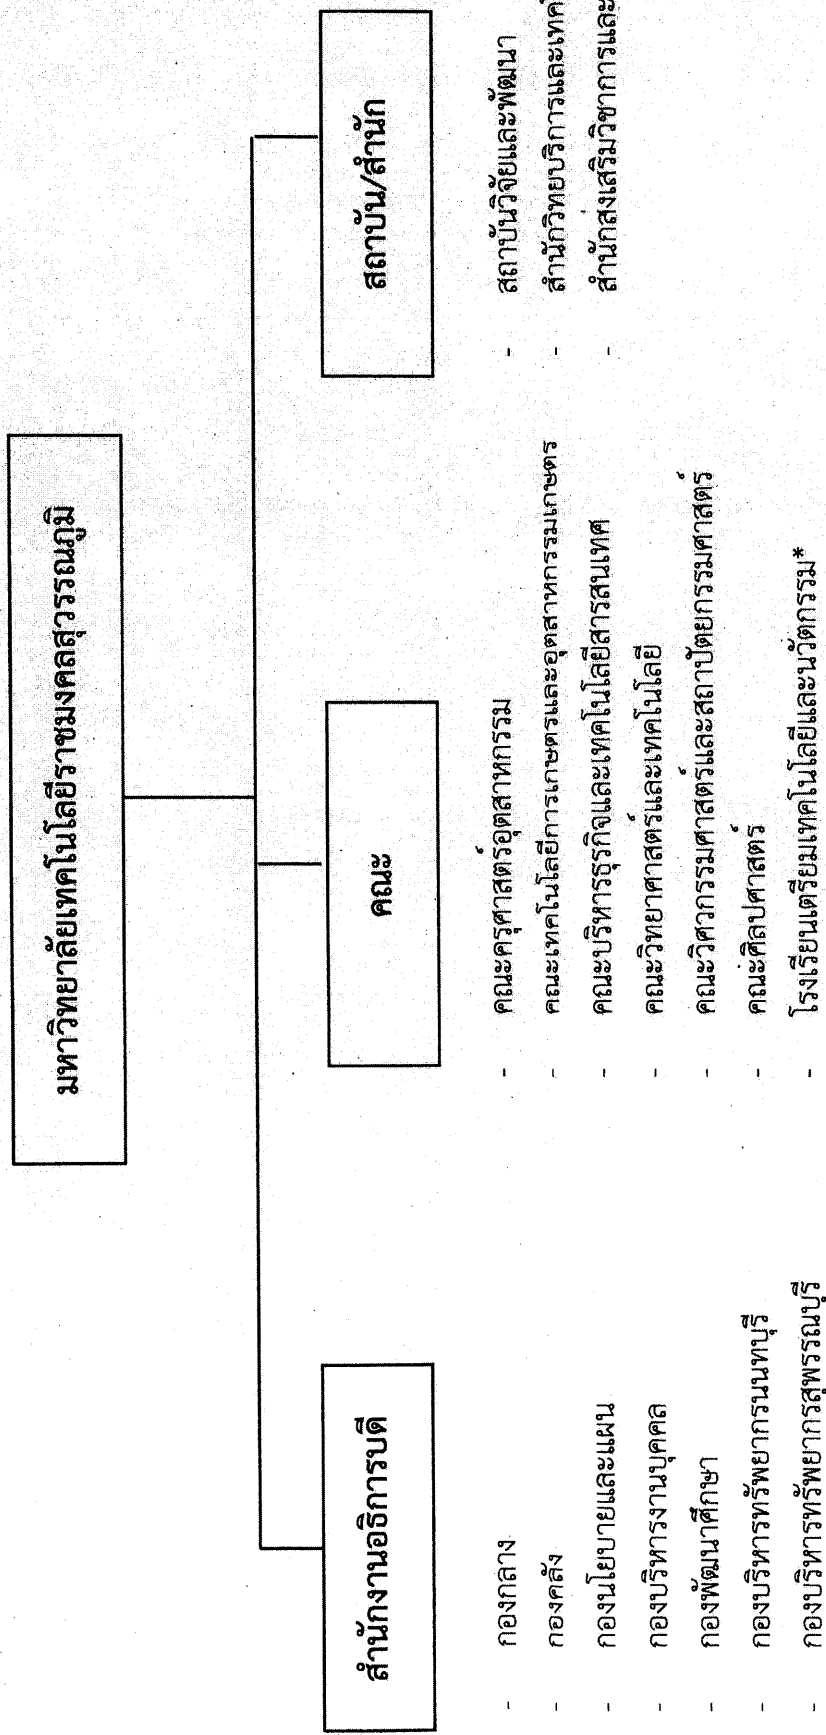 มหาวิทยาลัยเทคโนโลยีราชมงคลสุวรรณภูมิ
สำนักงานอธิการบดี
- กองกลาง
- กองคลัง
- กองนโยบายและแผน
- กองบริหารงานบุคคล
- กองพัฒนาศึกษา
- กองบริหารทรัพยากรนนทบุรี
- กองบริหารทรัพยากรสุพรรณบุรี
คณะ
- คณะครุศาสตร์อุตสาหกรรม
- คณะเทคโนโลยีการเกษตรและอุตสาหกรรมเกษตร
- คณะบริหารธุรกิจและเทคโนโลยีสารสนเทศ
- คณะวิทยาศาสตร์และเทคโนโลยี
- คณะวิศวกรรมศาสตร์และสถาปัตยกรรมศาสตร์
- คณะศิลปศาสตร์
- โรงเรียนเตรียมเทคโนโลยีและนวัตกรรม*
สถาบัน/สำนัก
- สถาบันวิจัยและพัฒนา
- สำนักวิทยบริการและเทค
- สำนักส่งเสริมวิชาการและ